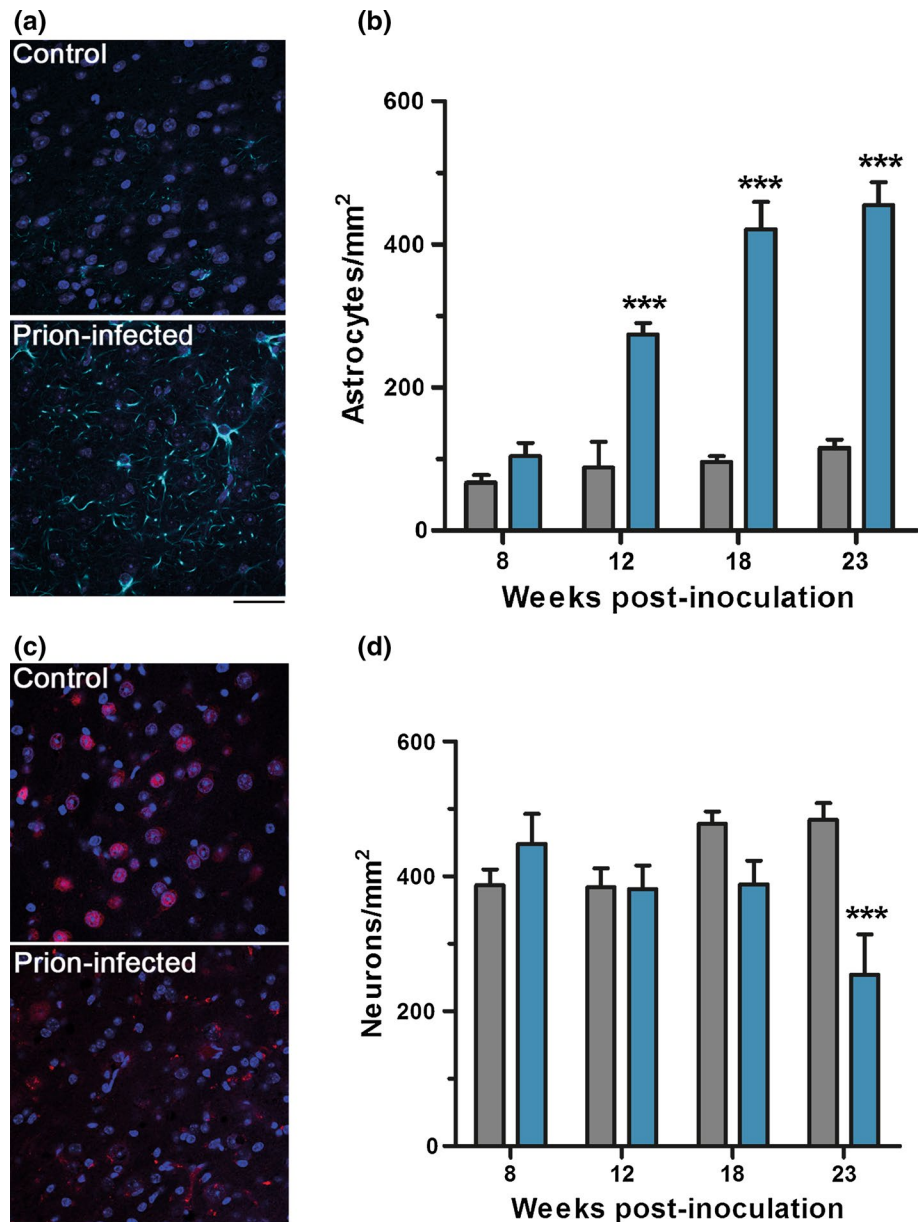 (a)
Control
Prion-infected
(b)
600
400
200
0
Astrocytes/mm²
***
***
***
8 12 18 23
Weeks post-inoculation
(c)
Control
Prion-infected
(d)
600
400
200
0
Neurons/mm²
***
8 12 18 23
Weeks post-inoculation